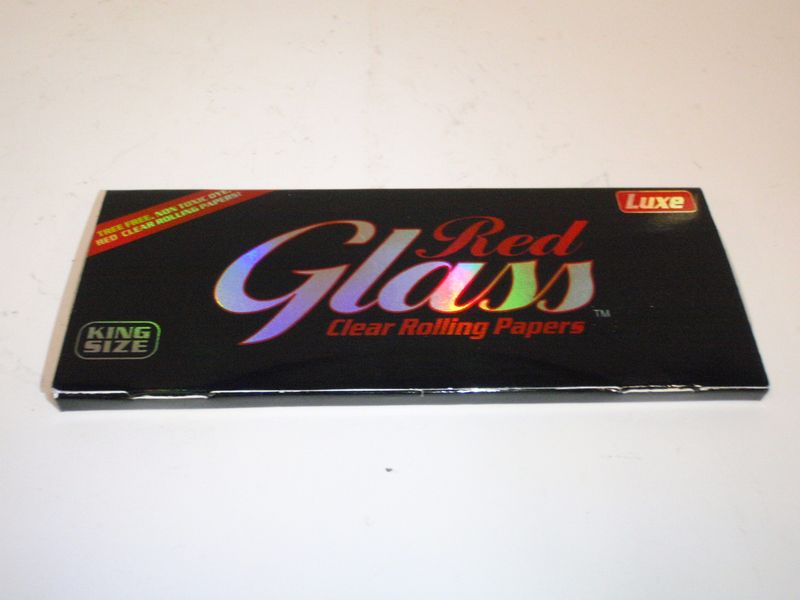 TREE FREE, NON TOXIC DYE,
RED CLEAR ROLLING PAPERS!
Luxe
Red
Glass
TM
Clear Rolling Papers
KING
SIZE